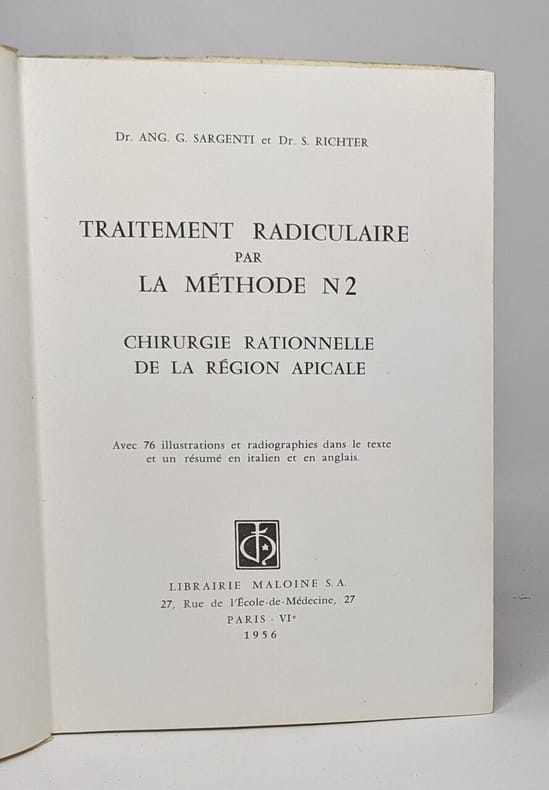 Dr. ANG. G. SARGENTI et Dr. S. RICHTER
TRAITEMENT RADICULAIRE
PAR
LA MÉTHODE N2
CHIRURGIE RATIONNELLE
DE LA RÉGION APICALE
Avec 76 illustrations et radiographies dans le texte
et un résumé en italien et en anglais.
LIBRAIRIE MALOINE S. A.
27, Rue de l'École-de-Médecine, 27
PARIS - VIe
1956